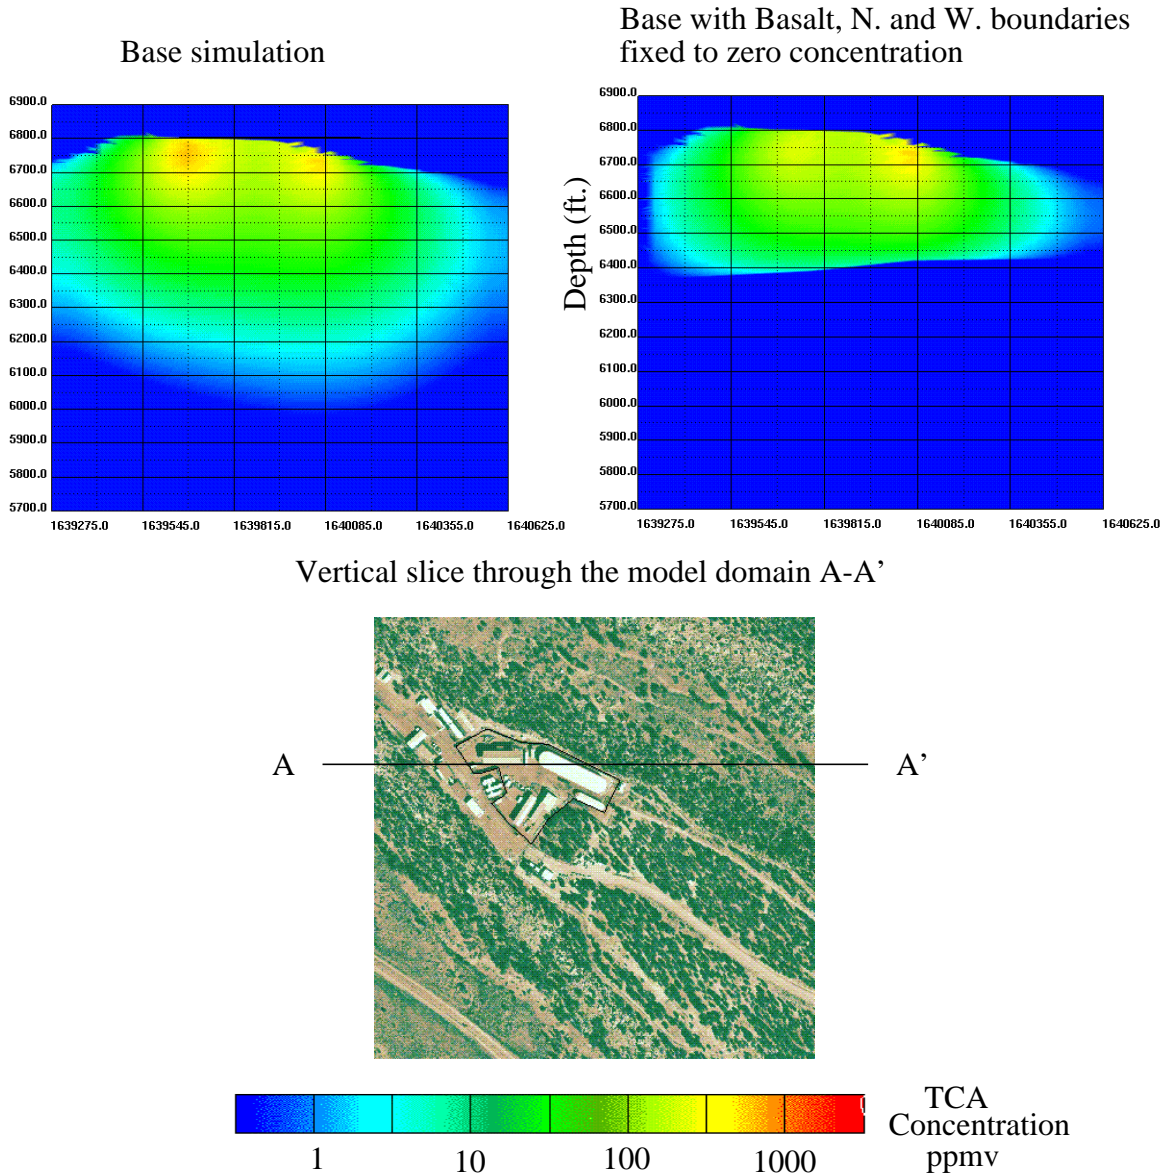 Base simulation
Base with Basalt, N. and W. boundaries
fixed to zero concentration
6900.0
6800.0
6700.0
6600.0
6500.0
6400.0
6300.0
6200.0
6100.0
6000.0
5900.0
5800.0
5700.0
1639275.0 1639545.0 1639815.0 1640085.0 1640355.0 1640625.0
Depth (ft.)
6900.0
6800.0
6700.0
6600.0
6500.0
6400.0
6300.0
6200.0
6100.0
6000.0
5900.0
5800.0
5700.0
1639275.0 1639545.0 1639815.0 1640085.0 1640355.0 1640625.0
Vertical slice through the model domain A-A’
A A’
TCA
Concentration
ppmv
1 10 100 1000